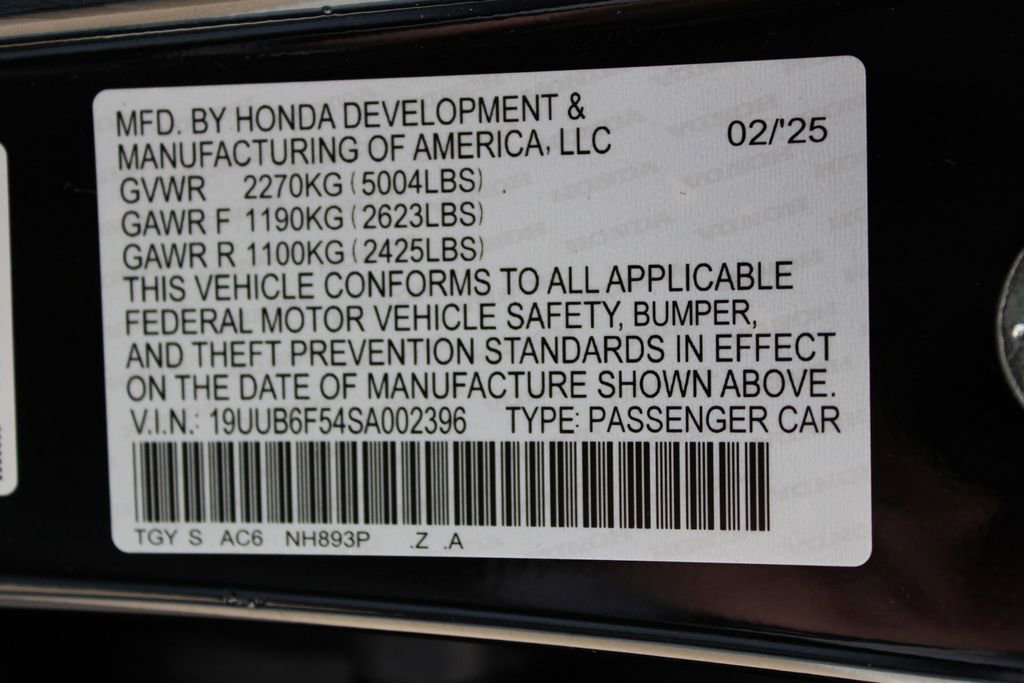 MFD. BY HONDA DEVELOPMENT &
MANUFACTURING OF AMERICA, LLC 02/'25
GVWR 2270KG (5004LBS)
GAWR F 1190KG (2623LBS)
GAWR R 1100KG (2425LBS)
THIS VEHICLE CONFORMS TO ALL APPLICABLE
FEDERAL MOTOR VEHICLE SAFETY, BUMPER,
AND THEFT PREVENTION STANDARDS IN EFFECT
ON THE DATE OF MANUFACTURE SHOWN ABOVE.
V.I.N.: 19UUB6F54SA002396 TYPE: PASSENGER CAR
TGY S AC6 NH893P .Z .A